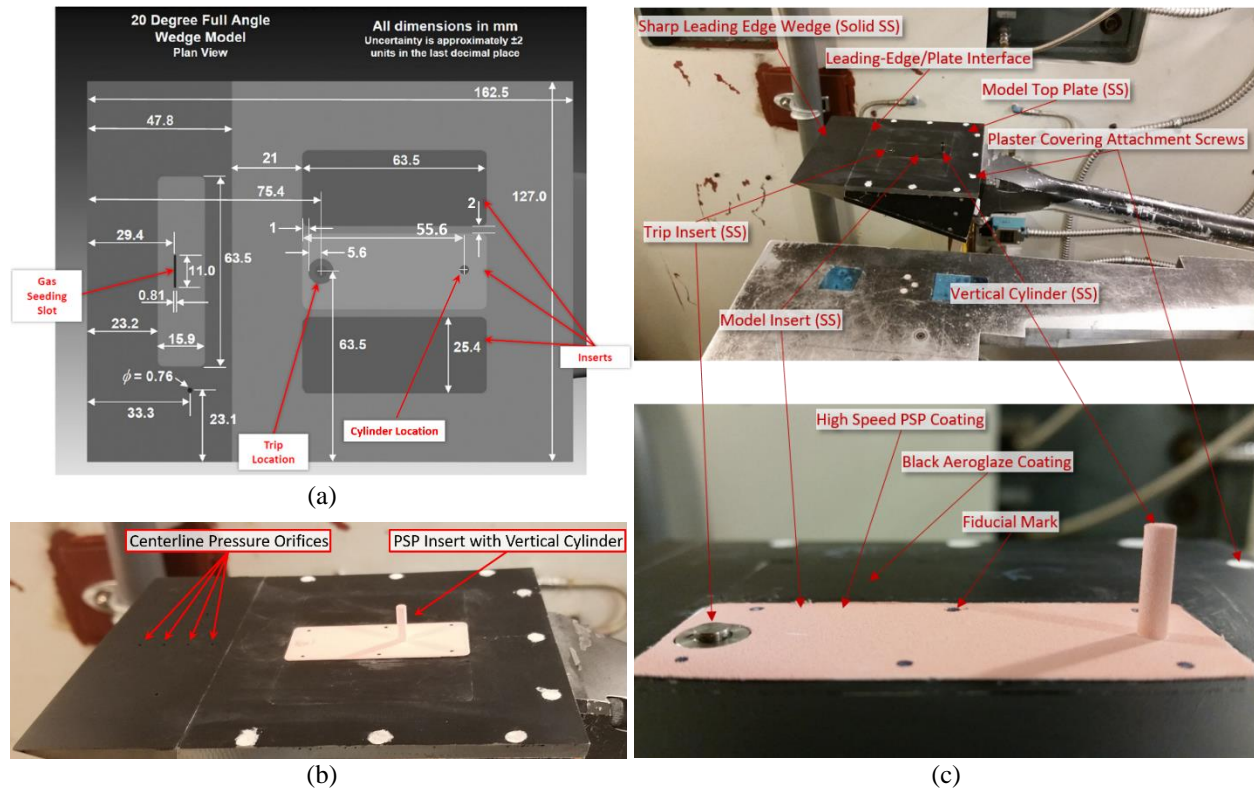 20 Degree Full Angle
Wedge Model
Plan View
All dimensions in mm
Uncertainty is approximately ±2
units in the last decimal place
162.5
47.8
21
63.5
75.4
127.0
2
1
55.6
29.4
5.6
11.0
63.5
Gas
Seeding
Slot
0.81
23.2
15.9
63.5
25.4
Inserts
ϕ = 0.76
33.3
23.1
Trip
Location
Cylinder Location
(a)
Centerline Pressure Orifices
PSP Insert with Vertical Cylinder
(b)
Sharp Leading Edge Wedge (Solid SS)
Leading-Edge/Plate Interface
Model Top Plate (SS)
Plaster Covering Attachment Screws
Trip Insert (SS)
Vertical Cylinder (SS)
Model Insert (SS)
High Speed PSP Coating
Black Aeroglaze Coating
Fiducial Mark
(c)